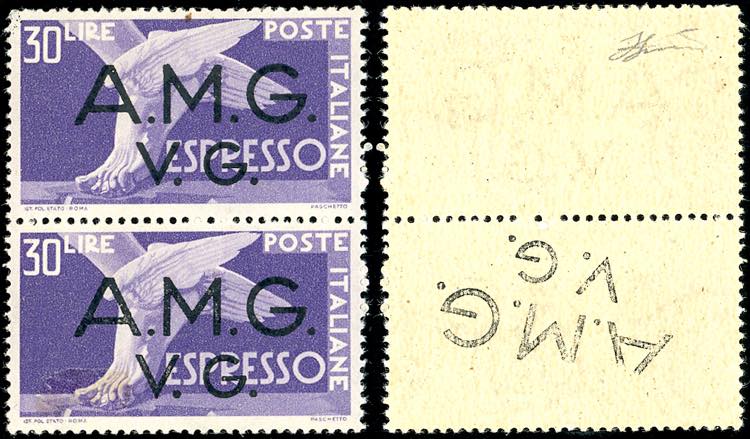 30 LIRE POSTE ITALIANE
A.M.G.
V.G.
ESPRESSO
IST. POL. STATO · ROMA PASCHETTO
30 LIRE POSTE ITALIANE
A.M.G.
V.G.
ESPRESSO
IST. POL. STATO · ROMA PASCHETTO
V.G.
A.M.G.